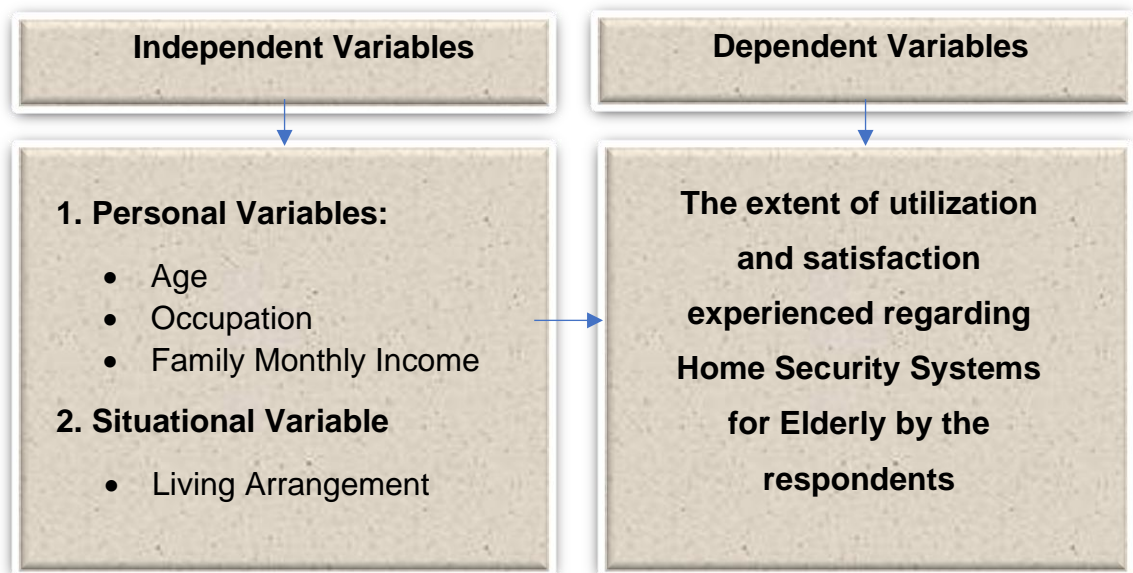 Independent Variables
1. Personal Variables:
• Age
• Occupation
• Family Monthly Income
2. Situational Variable
• Living Arrangement
Dependent Variables
The extent of utilization
and satisfaction
experienced regarding
Home Security Systems
for Elderly by the
respondents